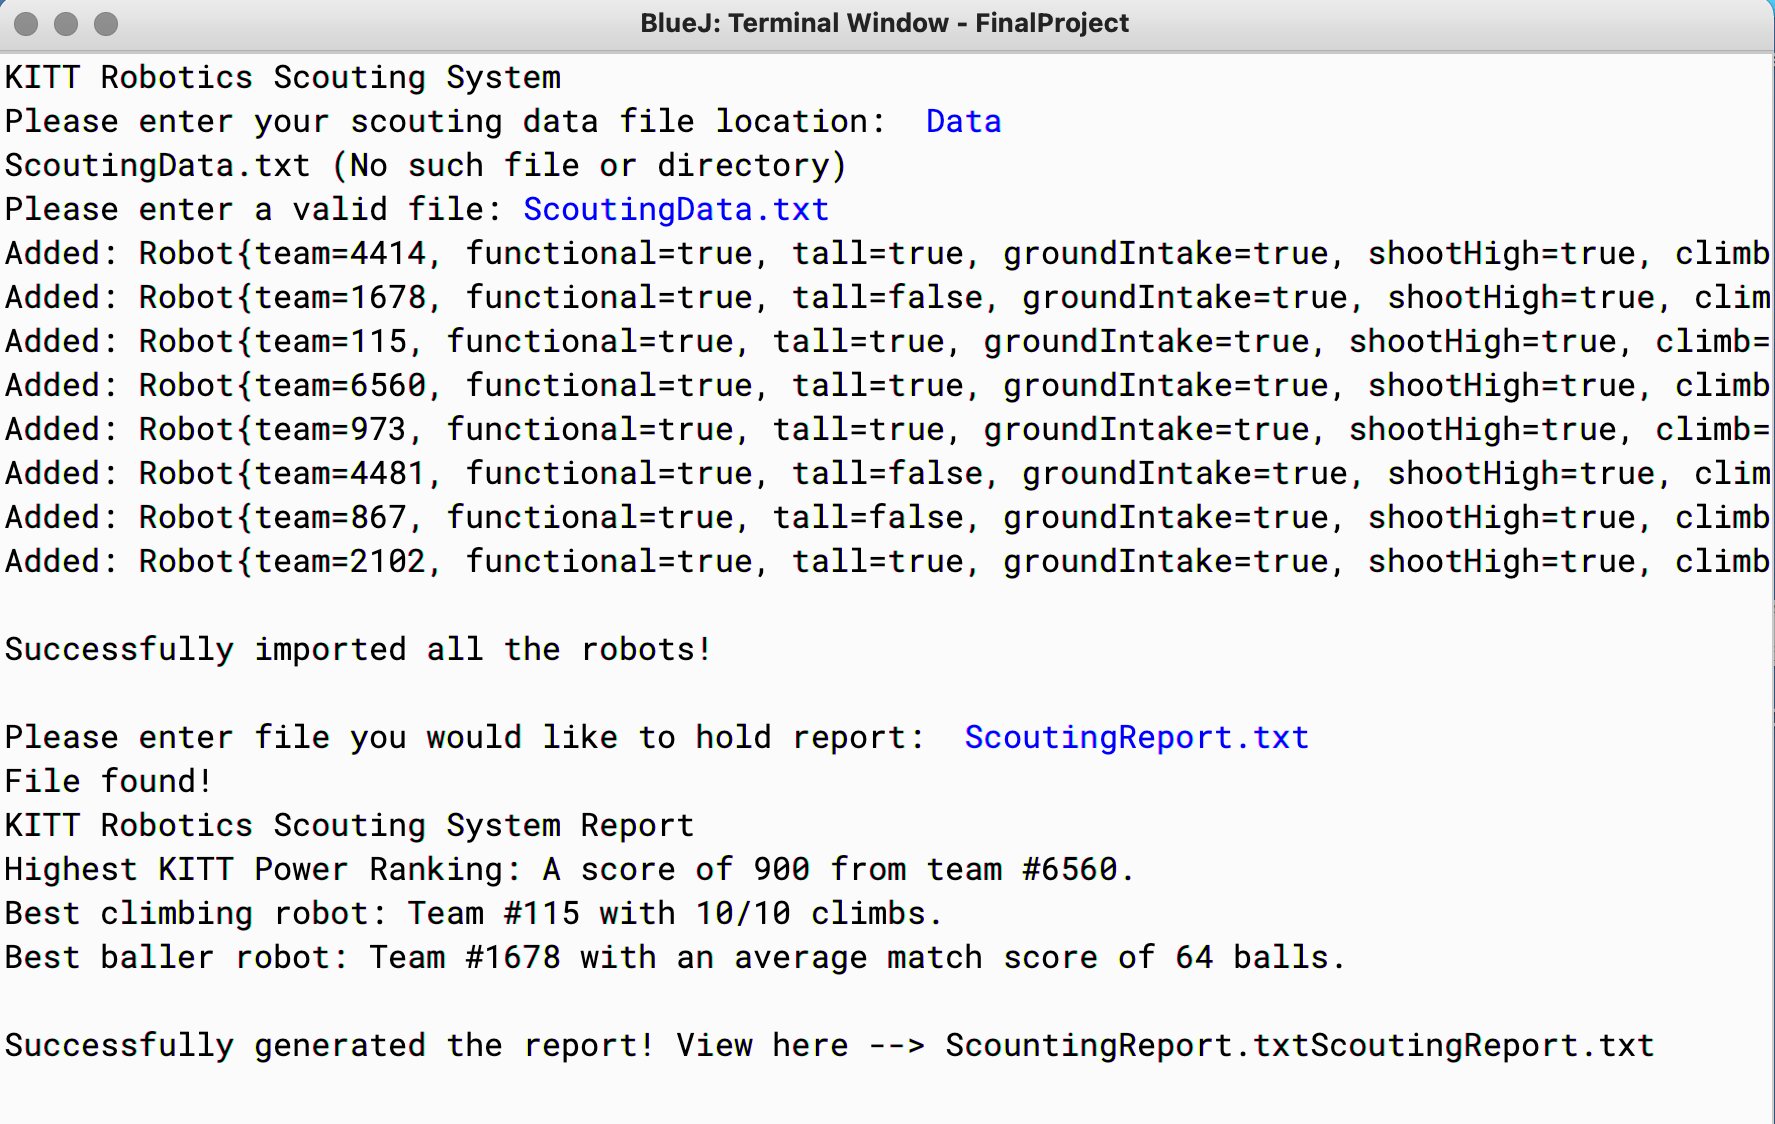 BlueJ: Terminal Window - FinalProject
KITT Robotics Scouting System
Please enter your scouting data file location:  Data
ScoutingData.txt (No such file or directory)
Please enter a valid file: ScoutingData.txt
Added: Robot{team=4414, functional=true, tall=true, groundIntake=true, shootHigh=true, climb
Added: Robot{team=1678, functional=true, tall=false, groundIntake=true, shootHigh=true, clim
Added: Robot{team=115, functional=true, tall=true, groundIntake=true, shootHigh=true, climb=
Added: Robot{team=6560, functional=true, tall=true, groundIntake=true, shootHigh=true, climb
Added: Robot{team=973, functional=true, tall=true, groundIntake=true, shootHigh=true, climb=
Added: Robot{team=4481, functional=true, tall=false, groundIntake=true, shootHigh=true, clim
Added: Robot{team=867, functional=true, tall=false, groundIntake=true, shootHigh=true, climb
Added: Robot{team=2102, functional=true, tall=true, groundIntake=true, shootHigh=true, climb
Successfully imported all the robots!
Please enter file you would like to hold report:  ScoutingReport.txt
File found!
KITT Robotics Scouting System Report
Highest KITT Power Ranking: A score of 900 from team #6560.
Best climbing robot: Team #115 with 10/10 climbs.
Best baller robot: Team #1678 with an average match score of 64 balls.
Successfully generated the report! View here --> ScountingReport.txtScoutingReport.txt